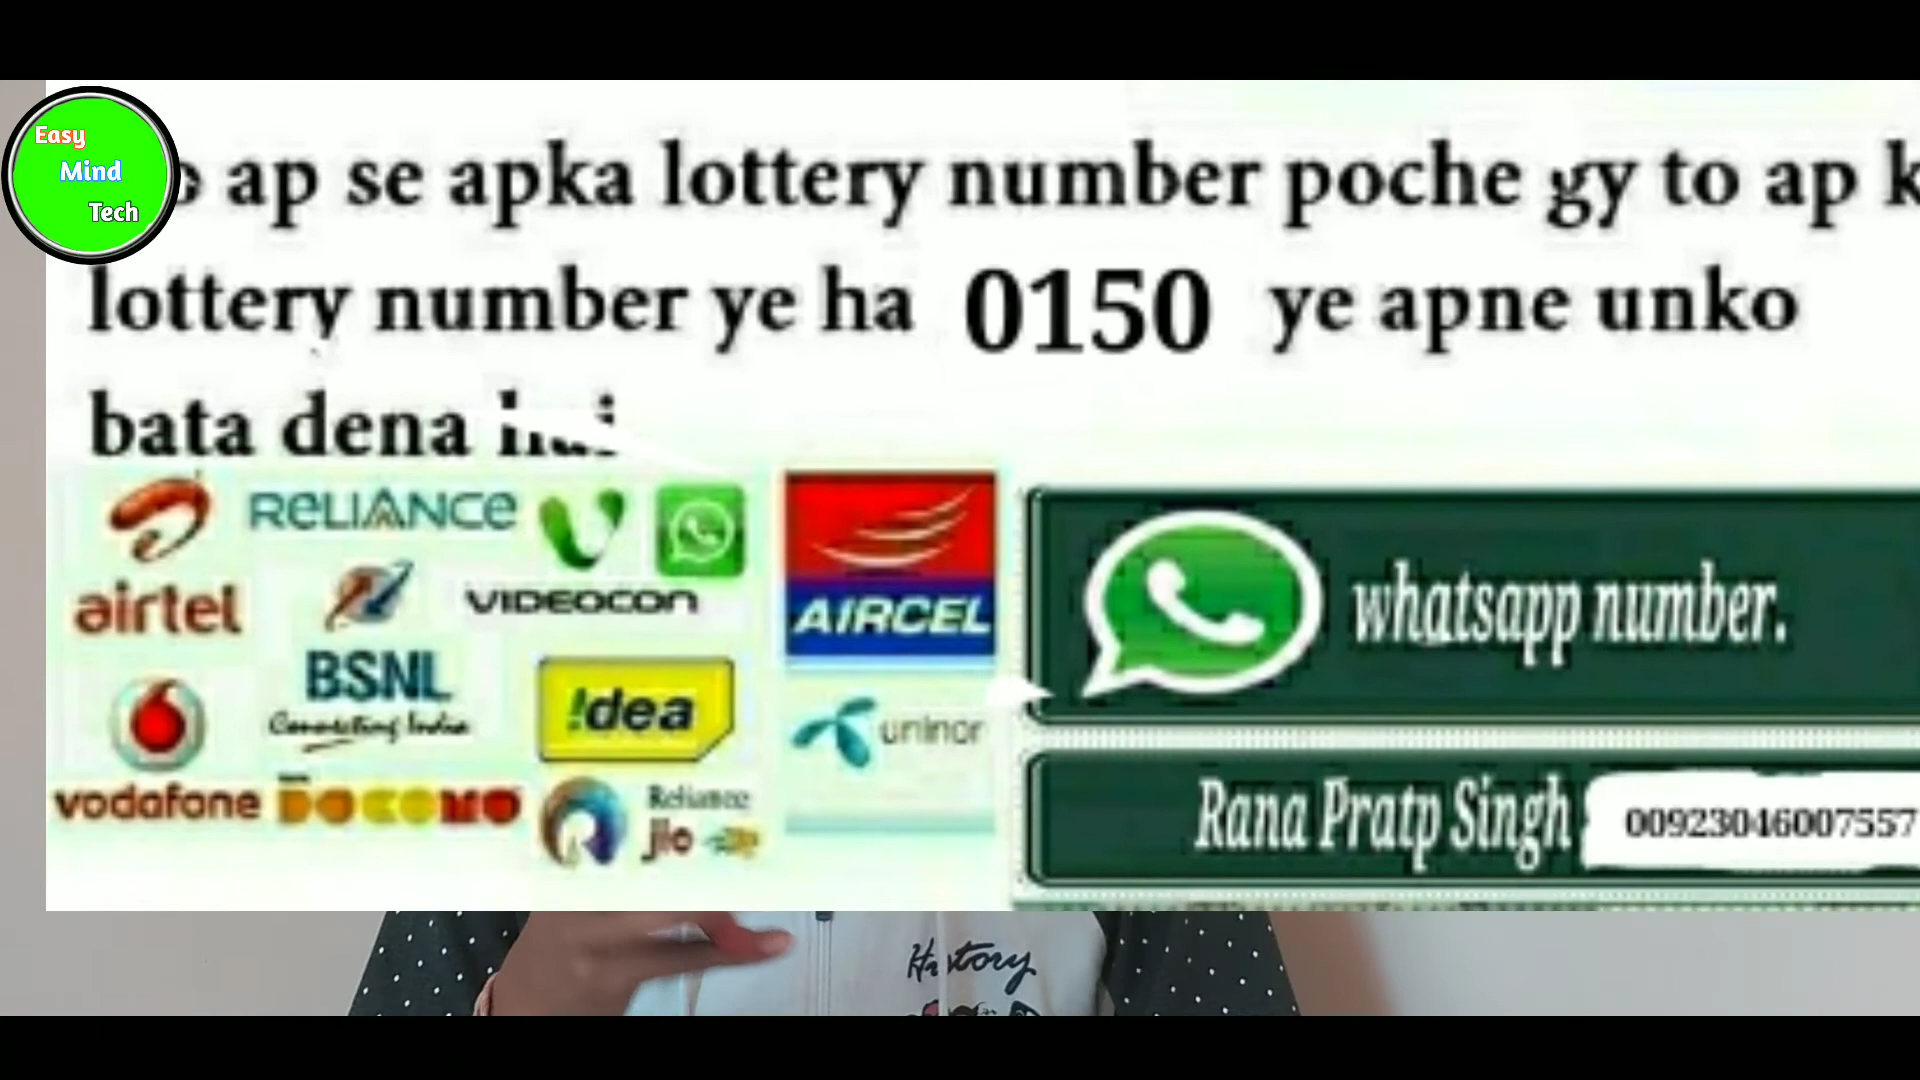 Easy
Mind
Tech
ap se apka lottery number poche gy to ap
lottery number ye ha 0150 ye apne unko
bata dena hai
airtel
RELIANCE
VIDEOCON
AIRCEL
BSNL
Connecting India
!dea
uninor
vodafone
DOCOMO
Reliance
jio
whatsapp number.
Rana Pratp Singh 00923046007557
History